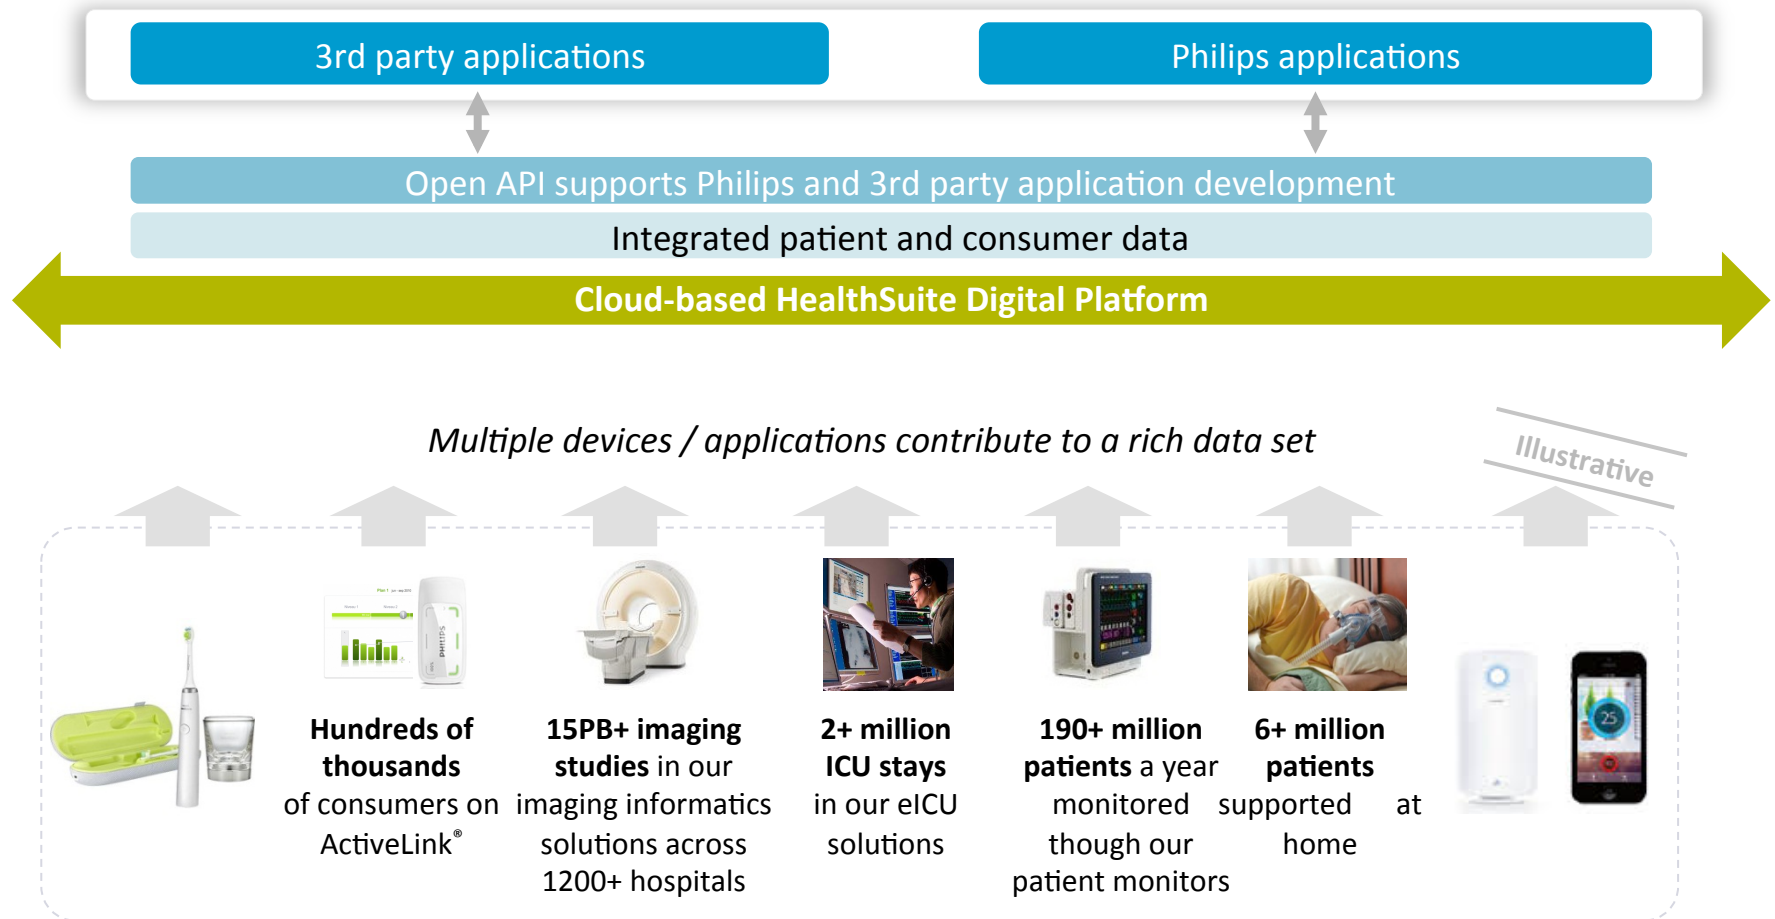 3rd party applications
Philips applications
Open API supports Philips and 3rd party application development
Integrated patient and consumer data
Cloud-based HealthSuite Digital Platform
Multiple devices / applications contribute to a rich data set
Illustrative
PHILIPS
25
Hundreds of
thousands
of consumers on
ActiveLink®
15PB+ imaging
studies in our
imaging informatics
solutions across
1200+ hospitals
2+ million
ICU stays
in our eICU
solutions
190+ million
patients a year
monitored
though our
patient monitors
6+ million
patients
supported at
home